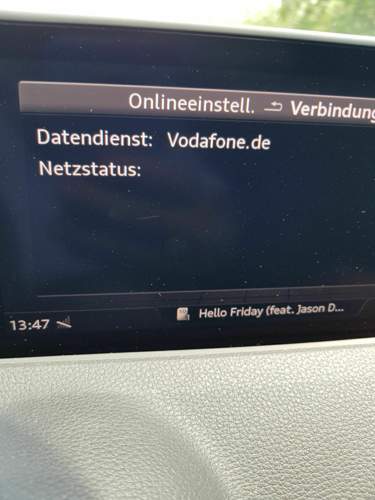 Onlineeinstell. Verbindung
Datendienst: Vodafone.de
Netzstatus:
13:47 Hello Friday (feat. Jason D...